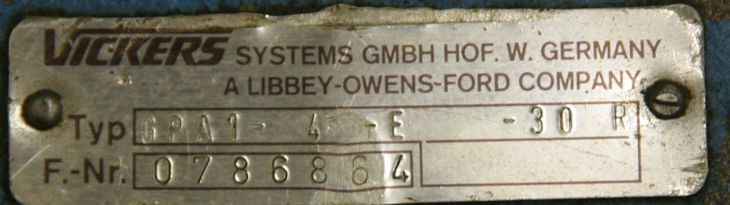 VICKERS SYSTEMS GMBH HOF. W. GERMANY
A LIBBEY-OWENS-FORD COMPANY
Typ GPA1- 4 -E -30 R
F.-Nr. 0786864